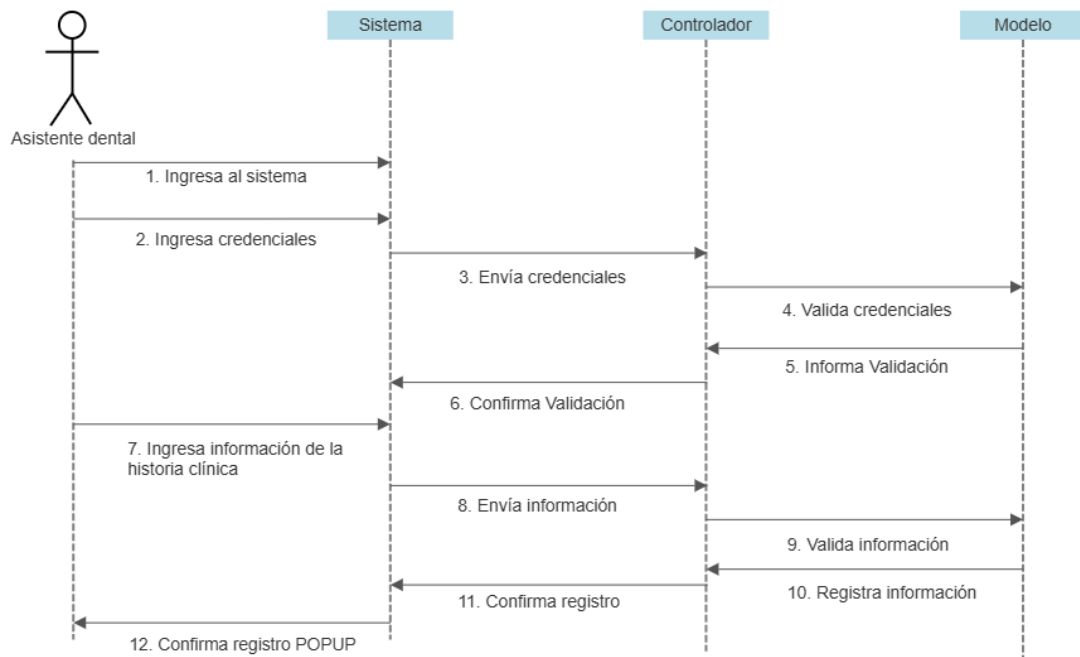 Sistema
Controlador
Modelo
Asistente dental
1. Ingresa al sistema
2. Ingresa credenciales
3. Envía credenciales
4. Valida credenciales
5. Informa Validación
6. Confirma Validación
7. Ingresa información de la
historia clínica
8. Envía información
9. Valida información
10. Registra información
11. Confirma registro
12. Confirma registro POPUP